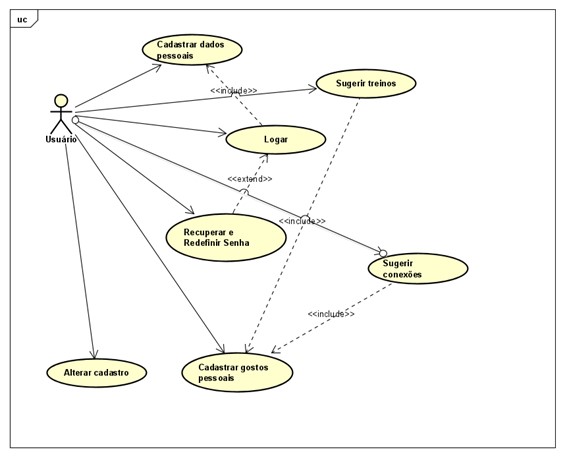 uc
Cadastrar dados
pessoais
<<include>>
Sugerir treinos
Usuário
Logar
<<extend>>
Recuperar e
Redefinir Senha
<<include>>
Sugerir
conexões
<<include>>
Alterar cadastro
Cadastrar gostos
pessoais